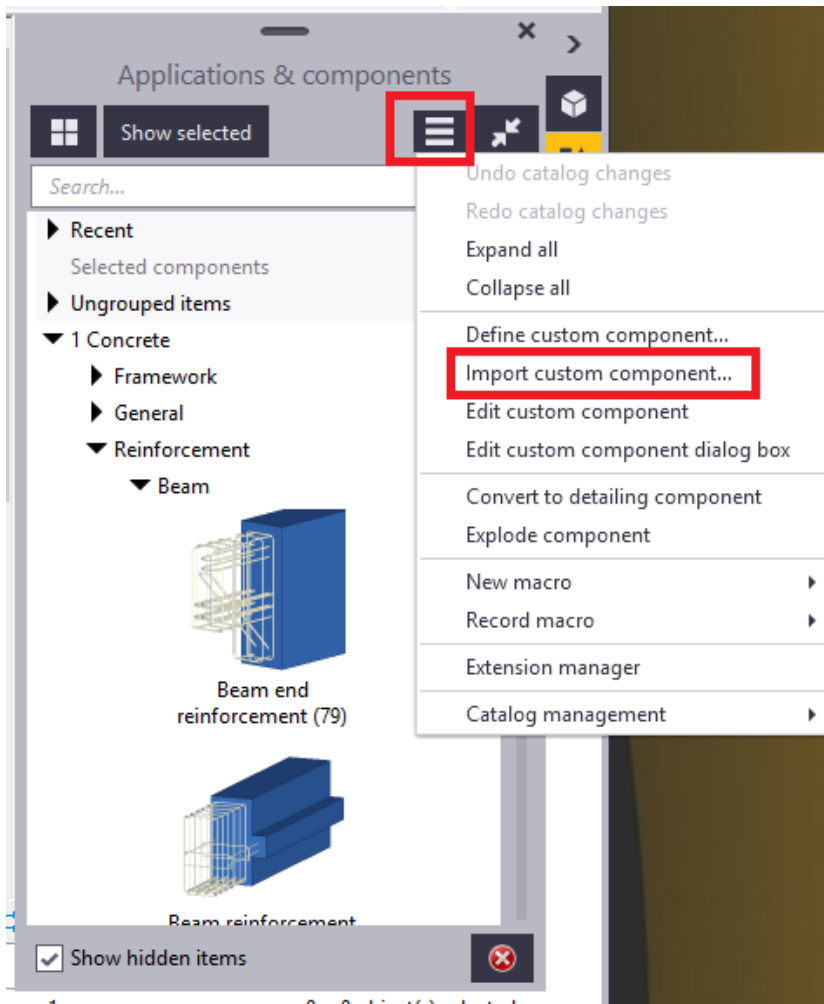 Applications & components
Show selected
Search...
Recent
Selected components
Ungrouped items
1 Concrete
Framework
General
Reinforcement
Beam
Beam end
reinforcement (79)
Beam reinforcement
Show hidden items
Undo catalog changes
Redo catalog changes
Expand all
Collapse all
Define custom component...
Import custom component...
Edit custom component
Edit custom component dialog box
Convert to detailing component
Explode component
New macro
Record macro
Extension manager
Catalog management